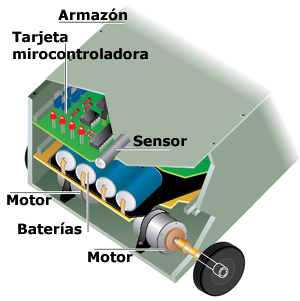 Armazón
Tarjeta
mirocontroladora
Sensor
Motor
Baterías
Motor